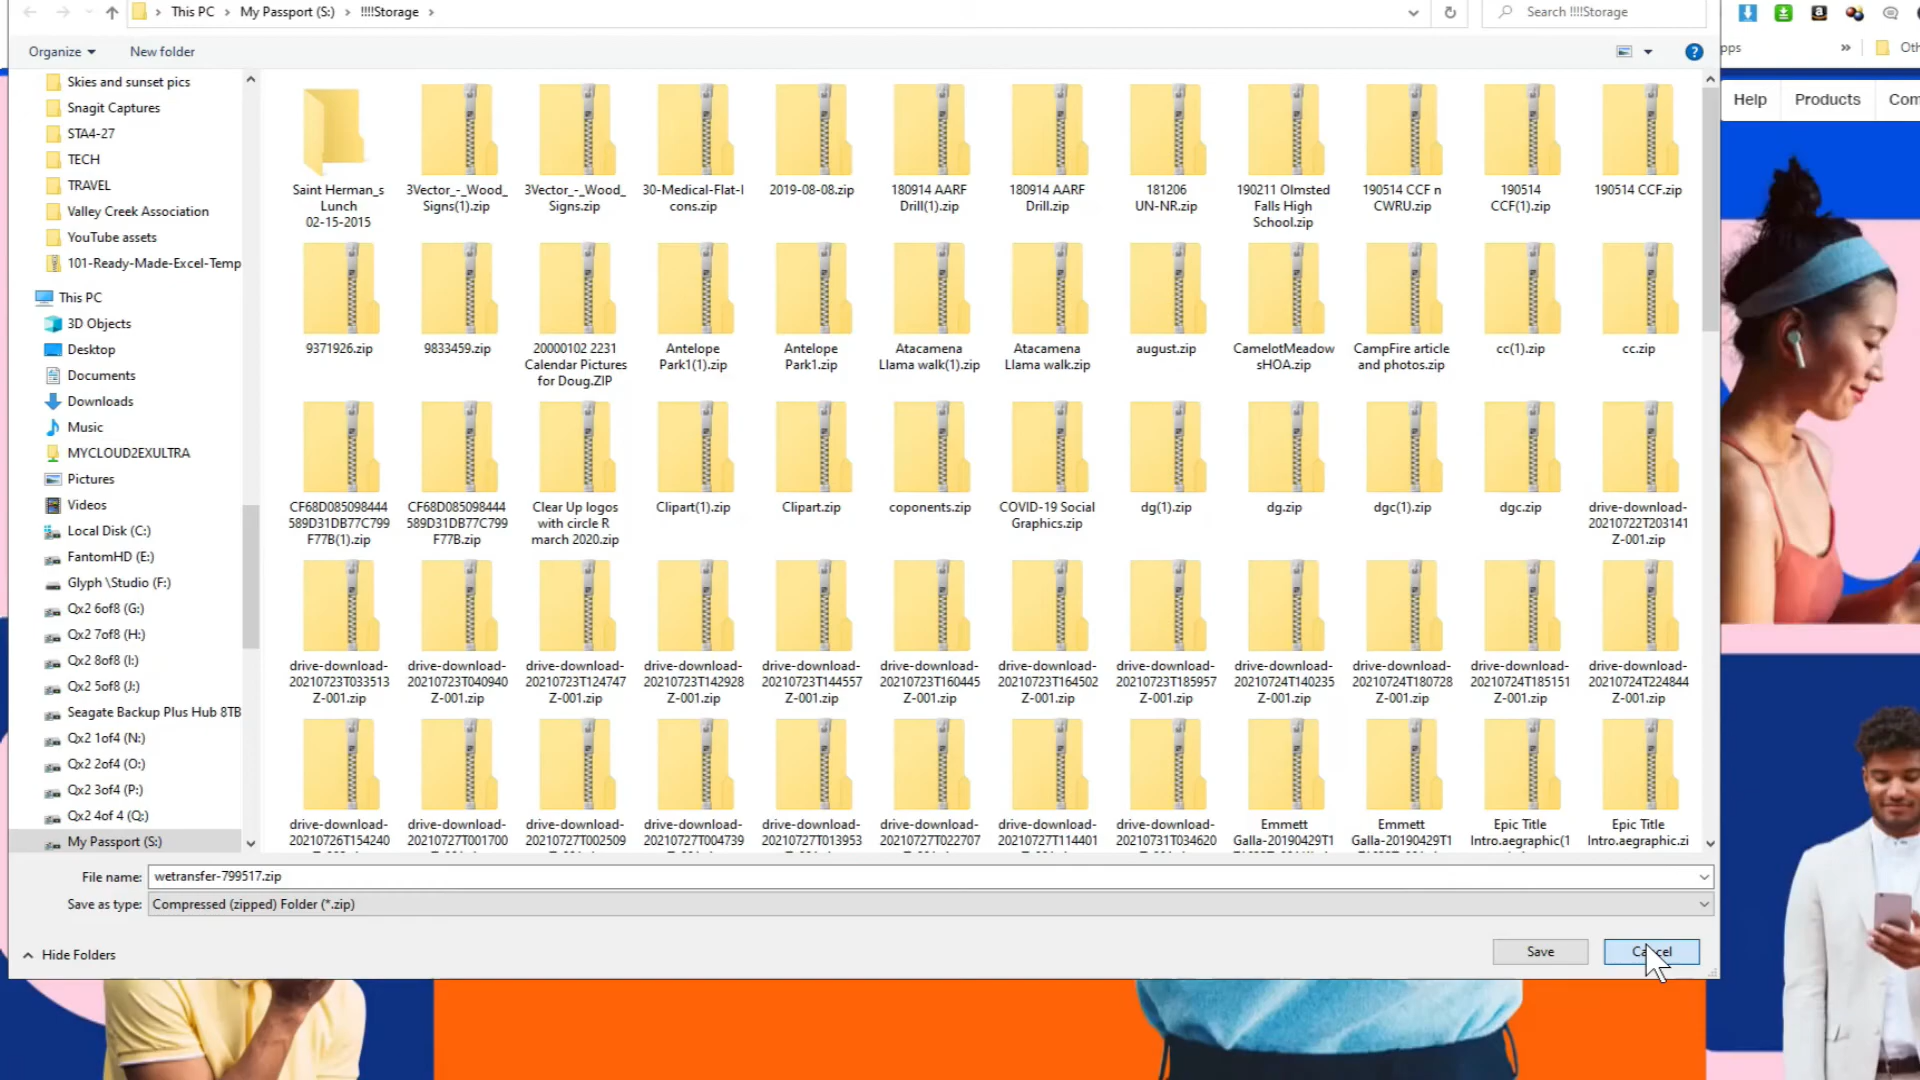 This PC › My Passport (S:) › !!!!Storage ›
Search !!!!Storage
Organize
New folder
pps
»
Help
Products
Skies and sunset pics
Snagit Captures
STA4-27
TECH
TRAVEL
Valley Creek Association
YouTube assets
101-Ready-Made-Excel-Temp
This PC
3D Objects
Desktop
Documents
Downloads
Music
MYCLOUD2EXULTRA
Pictures
Videos
Local Disk (C:)
FantomHD (E:)
Glyph \Studio (F:)
Qx2 6of8 (G:)
Qx2 7of8 (H:)
Qx2 8of8 (I:)
Qx2 5of8 (J:)
Seagate Backup Plus Hub 8TB
Qx2 1of4 (N:)
Qx2 2of4 (O:)
Qx2 3of4 (P:)
Qx2 4of 4 (Q:)
My Passport (S:)
Saint Herman_s
Lunch
02-15-2015
3Vector_-_Wood_
Signs(1).zip
3Vector_-_Wood_
Signs.zip
30-Medical-Flat-I
cons.zip
2019-08-08.zip
180914 AARF
Drill(1).zip
180914 AARF
Drill.zip
181206
UN-NR.zip
190211 Olmsted
Falls High
School.zip
190514 CCF n
CWRU.zip
190514
CCF(1).zip
190514 CCF.zip
9371926.zip
9833459.zip
20000102 2231
Calendar Pictures
for Doug.ZIP
Antelope
Park1(1).zip
Antelope
Park1.zip
Atacamena
Llama walk(1).zip
Atacamena
Llama walk.zip
august.zip
CamelotMeadow
sHOA.zip
CampFire article
and photos.zip
cc(1).zip
cc.zip
CF68D085098444
589D31DB77C799
F77B(1).zip
CF68D085098444
589D31DB77C799
F77B.zip
Clear Up logos
with circle R
march 2020.zip
Clipart(1).zip
Clipart.zip
coponents.zip
COVID-19 Social
Graphics.zip
dg(1).zip
dg.zip
dgc(1).zip
dgc.zip
drive-download-
20210722T203141
Z-001.zip
drive-download-
20210723T033513
Z-001.zip
drive-download-
20210723T040940
Z-001.zip
drive-download-
20210723T124747
Z-001.zip
drive-download-
20210723T142928
Z-001.zip
drive-download-
20210723T144557
Z-001.zip
drive-download-
20210723T160445
Z-001.zip
drive-download-
20210723T164502
Z-001.zip
drive-download-
20210723T185957
Z-001.zip
drive-download-
20210724T140235
Z-001.zip
drive-download-
20210724T180728
Z-001.zip
drive-download-
20210724T185151
Z-001.zip
drive-download-
20210724T224844
Z-001.zip
drive-download-
20210726T154240
drive-download-
20210727T001700
drive-download-
20210727T002509
drive-download-
20210727T004739
drive-download-
20210727T013953
drive-download-
20210727T022707
drive-download-
20210727T114401
drive-download-
20210731T034620
Emmett
Galla-20190429T1
Emmett
Galla-20190429T1
Epic Title
Intro.aegraphic(1
Epic Title
Intro.aegraphic.zi
File name: wetransfer-799517.zip
Save as type: Compressed (zipped) Folder (*.zip)
Hide Folders
Save